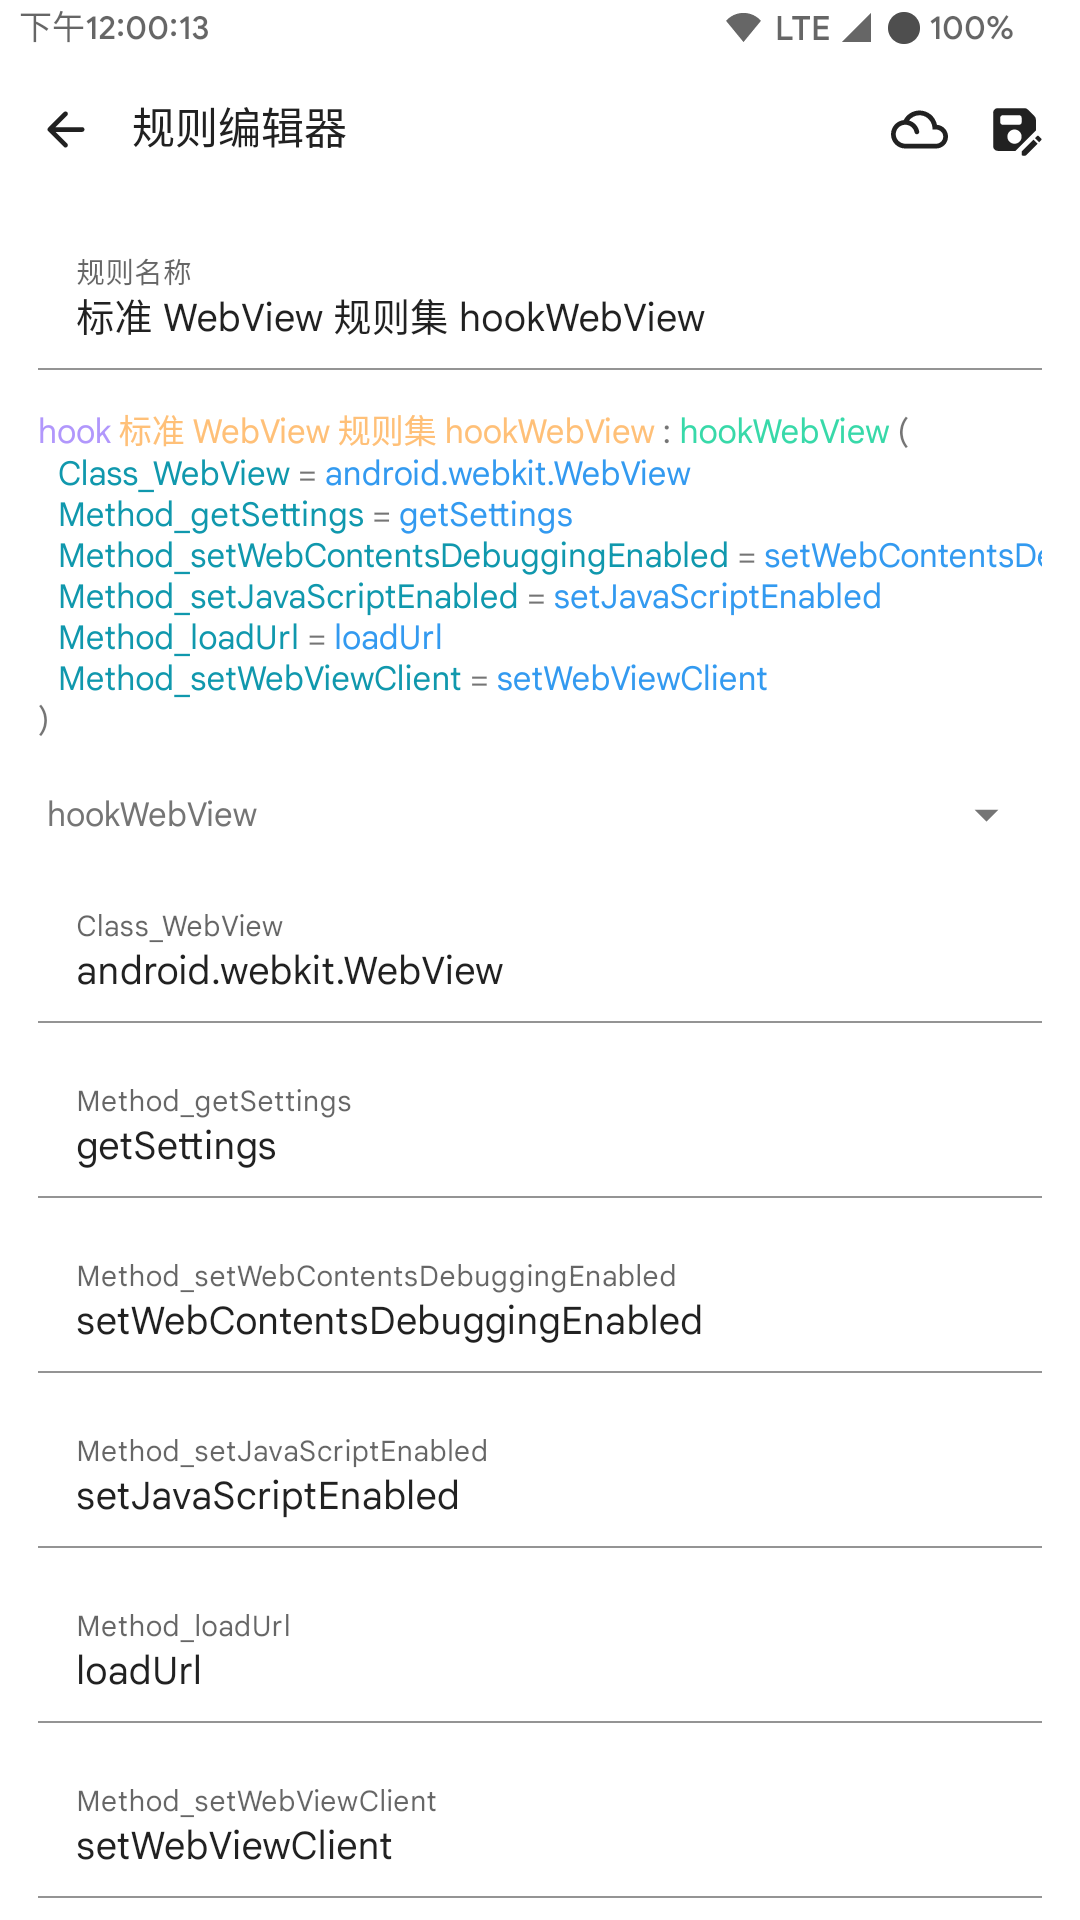 下午12:00:13 LTE 100%
规则编辑器
规则名称
标准 WebView 规则集 hookWebView
hook 标准 WebView 规则集 hookWebView : hookWebView (
Class_WebView = android.webkit.WebView
Method_getSettings = getSettings
Method_setWebContentsDebuggingEnabled = setWebContentsDe
Method_setJavaScriptEnabled = setJavaScriptEnabled
Method_loadUrl = loadUrl
Method_setWebViewClient = setWebViewClient
)
hookWebView
Class_WebView
android.webkit.WebView
Method_getSettings
getSettings
Method_setWebContentsDebuggingEnabled
setWebContentsDebuggingEnabled
Method_setJavaScriptEnabled
setJavaScriptEnabled
Method_loadUrl
loadUrl
Method_setWebViewClient
setWebViewClient